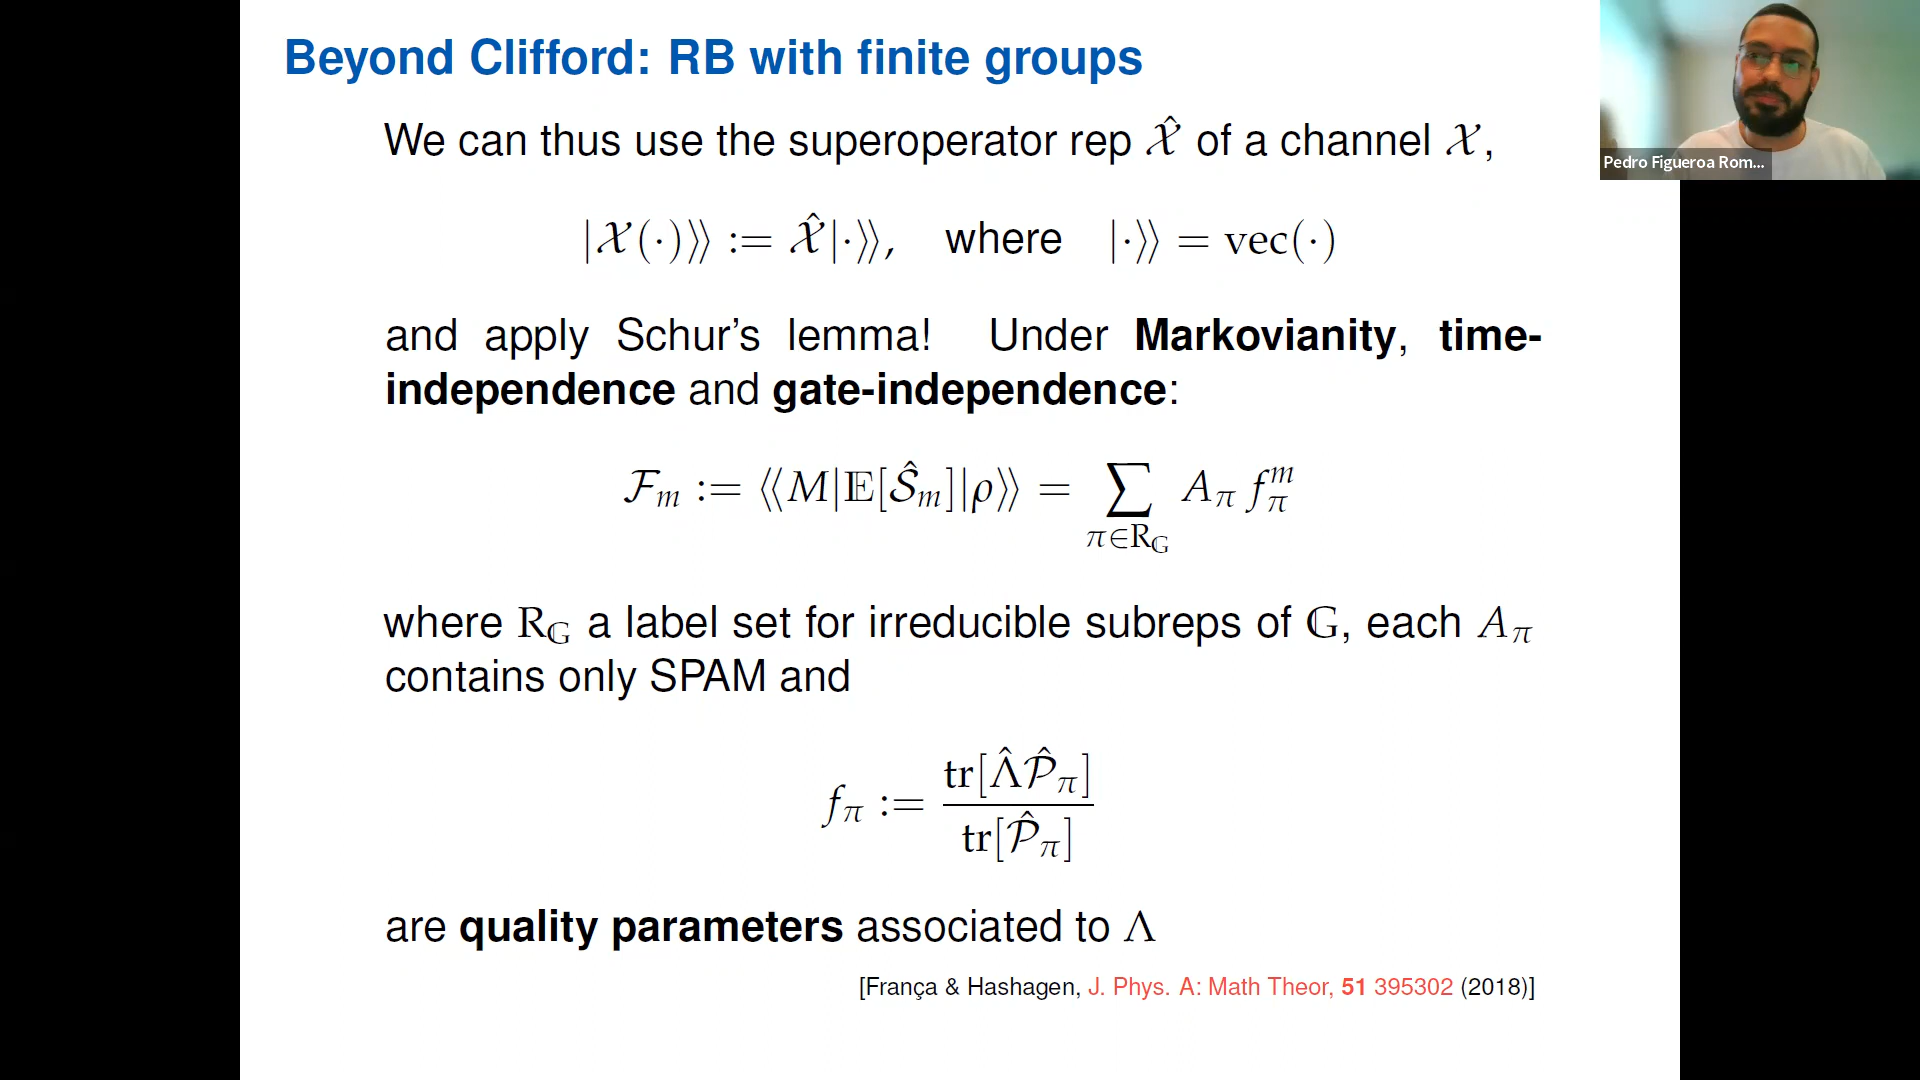 Beyond Clifford: RB with finite groups
We can thus use the superoperator rep 𝒳̂ of a channel 𝒳,
|𝒳(·)⟩⟩ := 𝒳̂|·⟩⟩, where |·⟩⟩ = vec(·)
and apply Schur's lemma! Under Markovianity, time-
independence and gate-independence:
ℱ_m := ⟨⟨M|𝔼[𝒮̂_m]|ρ⟩⟩ = ∑_{π∈R_𝔾} A_π f_π^m
where R_𝔾 a label set for irreducible subreps of 𝔾, each A_π
contains only SPAM and
f_π := tr[Λ̂𝒫̂_π] / tr[𝒫̂_π]
are quality parameters associated to Λ
[França & Hashagen, J. Phys. A: Math Theor, 51 395302 (2018)]
Pedro Figueroa Rom...